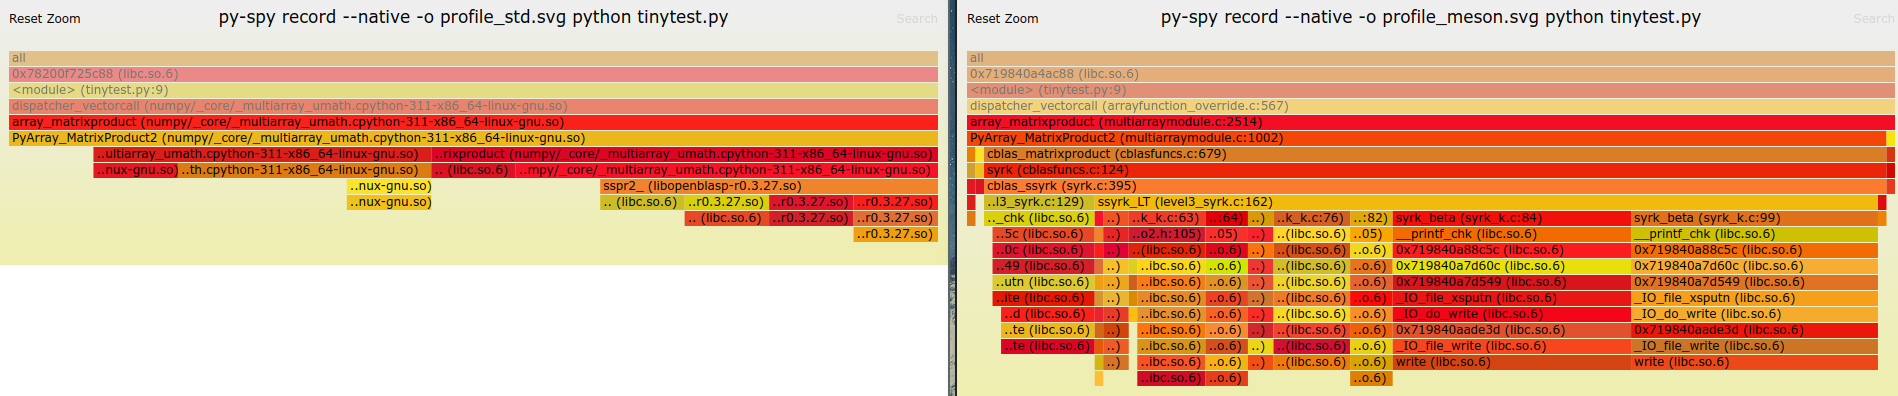 Reset Zoom
py-spy record --native -o profile_std.svg python tinytest.py
Search
all
0x78200f725c88 (libc.so.6)
<module> (tinytest.py:9)
dispatcher_vectorcall (numpy/_core/_multiarray_umath.cpython-311-x86_64-linux-gnu.so)
array_matrixproduct (numpy/_core/_multiarray_umath.cpython-311-x86_64-linux-gnu.so)
PyArray_MatrixProduct2 (numpy/_core/_multiarray_umath.cpython-311-x86_64-linux-gnu.so)
..ultiarray_umath.cpython-311-x86_64-linux-gnu.so) ..rixproduct (numpy/_core/_multiarray_umath.cpython-311-x86_64-linux-gnu.so)
..nux-gnu.so) ..th.cpython-311-x86_64-linux-gnu.so) .. (libc.so.6) ..mpy/_core/_multiarray_umath.cpython-311-x86_64-linux-gnu.so)
..nux-gnu.so) sspr2_ (libopenblasp-r0.3.27.so)
..nux-gnu.so) .. (libc.so.6) ..r0.3.27.so) ..r0.3.27.so) ..r0.3.27.so)
.. (libc.so.6) ..r0.3.27.so) ..r0.3.27.so)
..r0.3.27.so)
Reset Zoom
py-spy record --native -o profile_meson.svg python tinytest.py
Search
all
0x719840a4ac88 (libc.so.6)
<module> (tinytest.py:9)
dispatcher_vectorcall (arrayfunction_override.c:567)
array_matrixproduct (multiarraymodule.c:2514)
PyArray_MatrixProduct2 (multiarraymodule.c:1002)
cblas_matrixproduct (cblasfuncs.c:679)
syrk (cblasfuncs.c:124)
cblas_ssyrk (syrk.c:395)
..l3_syrk.c:129) ssyrk_LT (level3_syrk.c:162)
.._chk (libc.so.6) ..) ..k_k.c:63) ..:64) ..) ..k_k.c:76) ..:82) syrk_beta (syrk_k.c:84) syrk_beta (syrk_k.c:99)
..5c (libc.so.6) ..) ..o2.h:105) ..05) ..) ..(libc.so.6) ..05) __printf_chk (libc.so.6) __printf_chk (libc.so.6)
..0c (libc.so.6) ..) ..(libc.so.6) ..o.6) ..) ..(libc.so.6) ..o.6) 0x719840a88c5c (libc.so.6) 0x719840a88c5c (libc.so.6)
..49 (libc.so.6) ..) ..ibc.so.6) ..o.6) ..) ..(libc.so.6) ..o.6) 0x719840a7d60c (libc.so.6) 0x719840a7d60c (libc.so.6)
..utn (libc.so.6) ..) ..ibc.so.6) ..o.6) ..) ..(libc.so.6) ..o.6) 0x719840a7d549 (libc.so.6) 0x719840a7d549 (libc.so.6)
..ite (libc.so.6) ..) ..ibc.so.6) ..o.6) ..) ..(libc.so.6) ..o.6) _IO_file_xsputn (libc.so.6) _IO_file_xsputn (libc.so.6)
..d (libc.so.6) ..) ..ibc.so.6) ..o.6) ..) ..(libc.so.6) ..o.6) _IO_do_write (libc.so.6) _IO_do_write (libc.so.6)
..te (libc.so.6) ..) ..ibc.so.6) ..o.6) ..) ..(libc.so.6) ..o.6) 0x719840aade3d (libc.so.6) 0x719840aade3d (libc.so.6)
..te (libc.so.6) ..) ..ibc.so.6) ..o.6) ..) ..(libc.so.6) ..o.6) _IO_file_write (libc.so.6) _IO_file_write (libc.so.6)
..) ..ibc.so.6) ..o.6) ..) ..(libc.so.6) ..o.6) write (libc.so.6) write (libc.so.6)
..ibc.so.6) ..o.6) ..o.6)